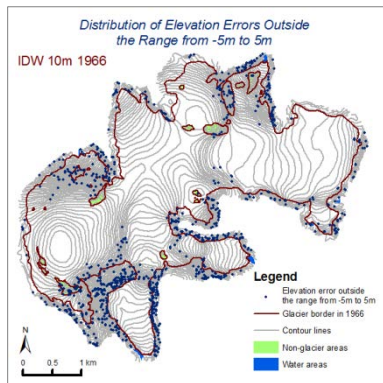 Distribution of Elevation Errors Outside
the Range from -5m to 5m
IDW 10m 1966
Legend
Elevation error outside
the range from -5m to 5m
Glacier border in 1966
Contour lines
Non-glacier areas
Water areas
N
0 0.5 1 km